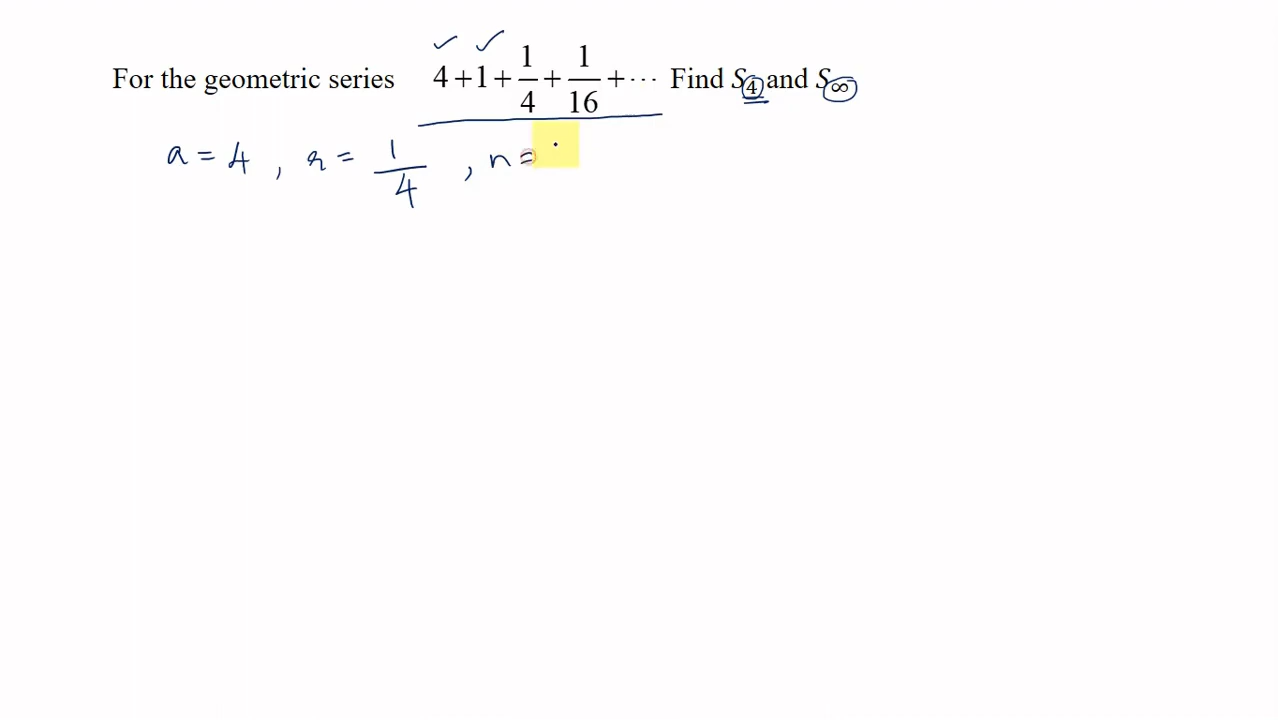 For the geometric series 4+1+1/4+1/16+⋯ Find S₄ and S∞
a = 4 , r = 1/4 , n =